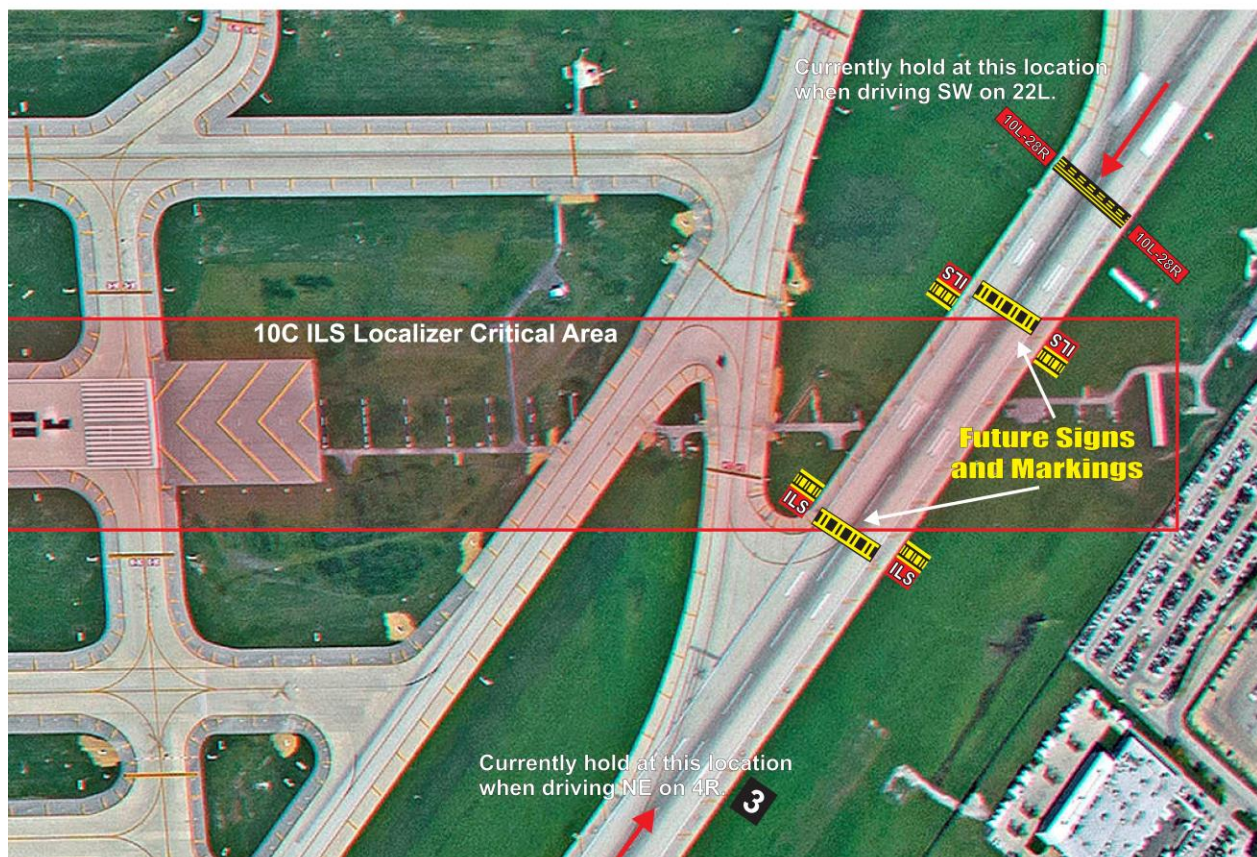 Currently hold at this location
when driving SW on 22L.
10L-28R
10L-28R
ILS
ILS
10C ILS Localizer Critical Area
Future Signs
and Markings
ILS
ILS
Currently hold at this location
when driving NE on 4R.
3